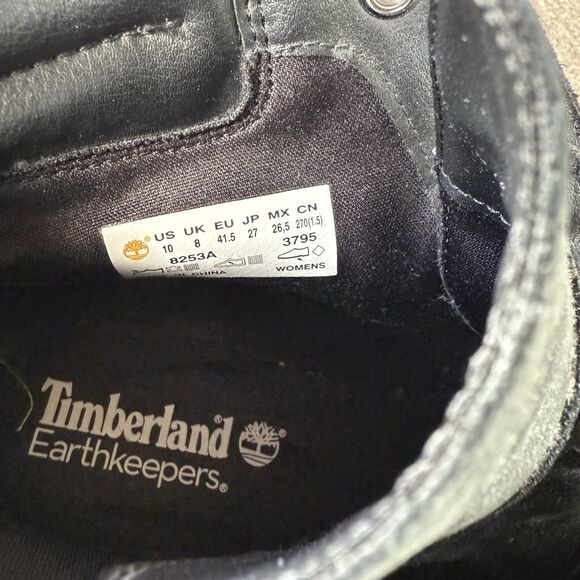 US UK EU JP MX CN
10 8 41.5 27 26,5 270(1.5)
8253A 3795
CHINA WOMENS
Timberland
Earthkeepers®